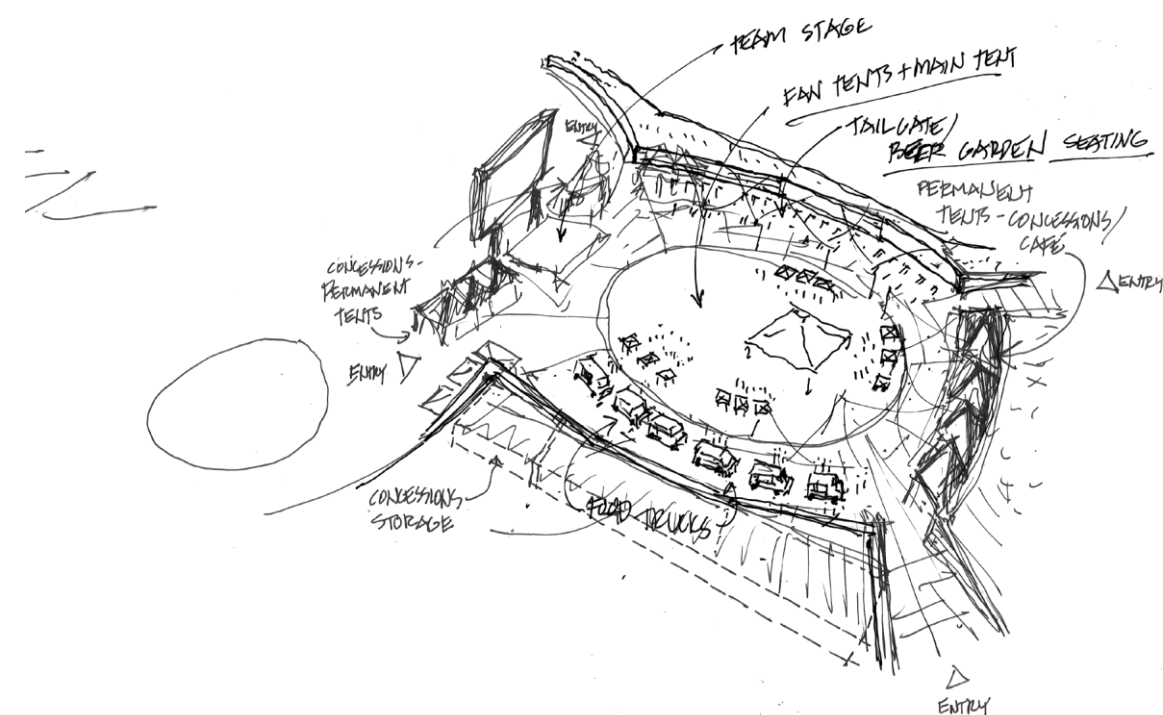 TEAM STAGE
FAN TENTS + MAIN TENT
TAILGATE/
BEER GARDEN SEATING
PERMANENT
TENTS - CONCESSIONS/
CAFÉ
ENTRY
ENTRY
CONCESSIONS -
PERMANENT
TENTS
ENTRY
CONCESSIONS
STORAGE
FOOD TRUCKS
ENTRY